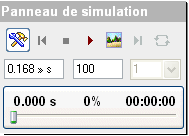 Panneau de simulation
0.168 » s 100 1
0.000 s 0% 00:00:00